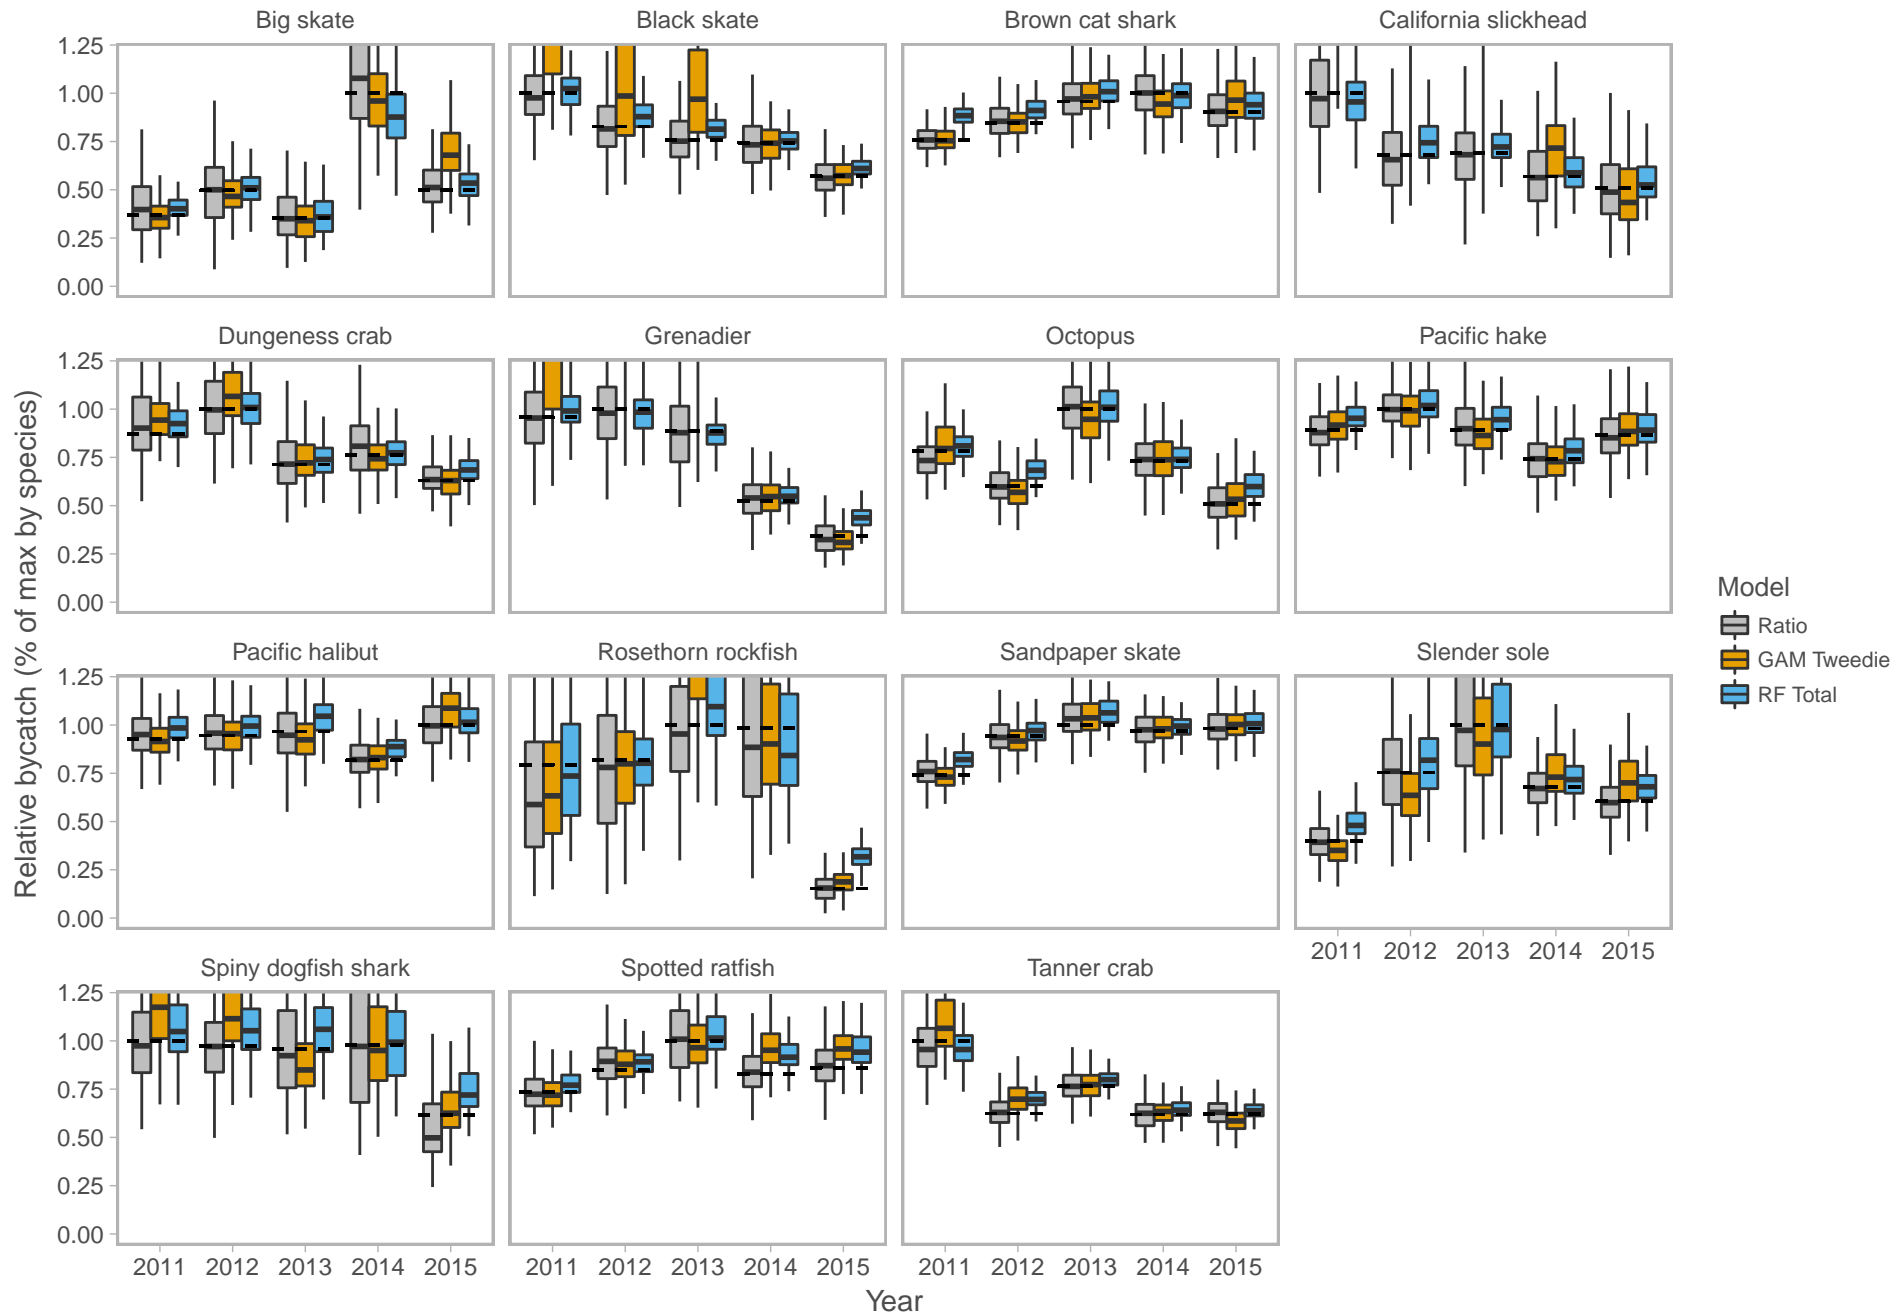 Big skate
Black skate
Brown cat shark
California slickhead
1.25
1.00
0.75
0.50
0.25
0.00
Dungeness crab
Grenadier
Octopus
Pacific hake
1.25
1.00
0.75
0.50
0.25
0.00
Relative bycatch (% of max by species)
Model
Ratio
GAM Tweedie
RF Total
Pacific halibut
Rosethorn rockfish
Sandpaper skate
Slender sole
1.25
1.00
0.75
0.50
0.25
0.00
2011 2012 2013 2014 2015
Spiny dogfish shark
Spotted ratfish
Tanner crab
1.25
1.00
0.75
0.50
0.25
0.00
2011 2012 2013 2014 2015
2011 2012 2013 2014 2015
2011 2012 2013 2014 2015
Year